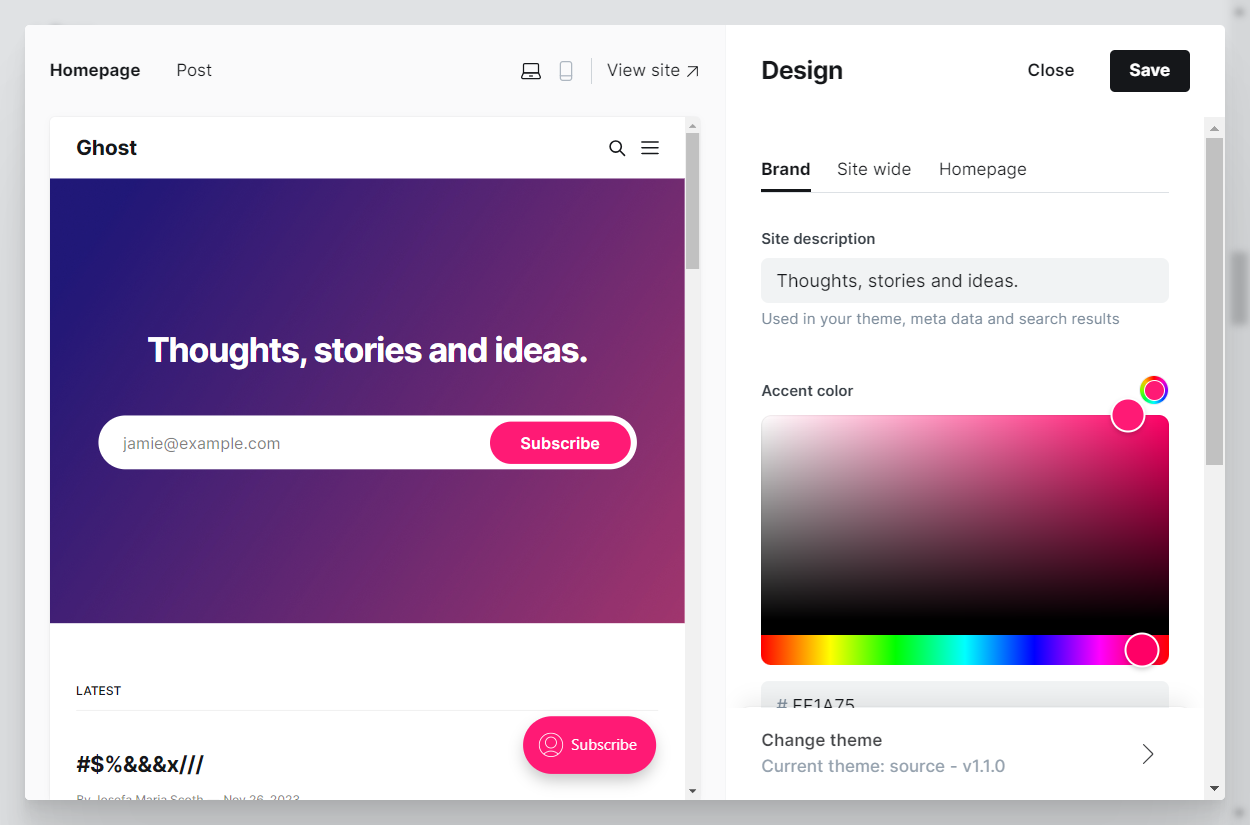 Homepage Post View site
Ghost
Thoughts, stories and ideas.
jamie@example.com Subscribe
LATEST
#$%&&&x///
By Josefa Maria Scoth — Nov 26, 2023
Subscribe
Design Close Save
Brand Site wide Homepage
Site description
Thoughts, stories and ideas.
Used in your theme, meta data and search results
Accent color
# FF1A75
Change theme
Current theme: source - v1.1.0